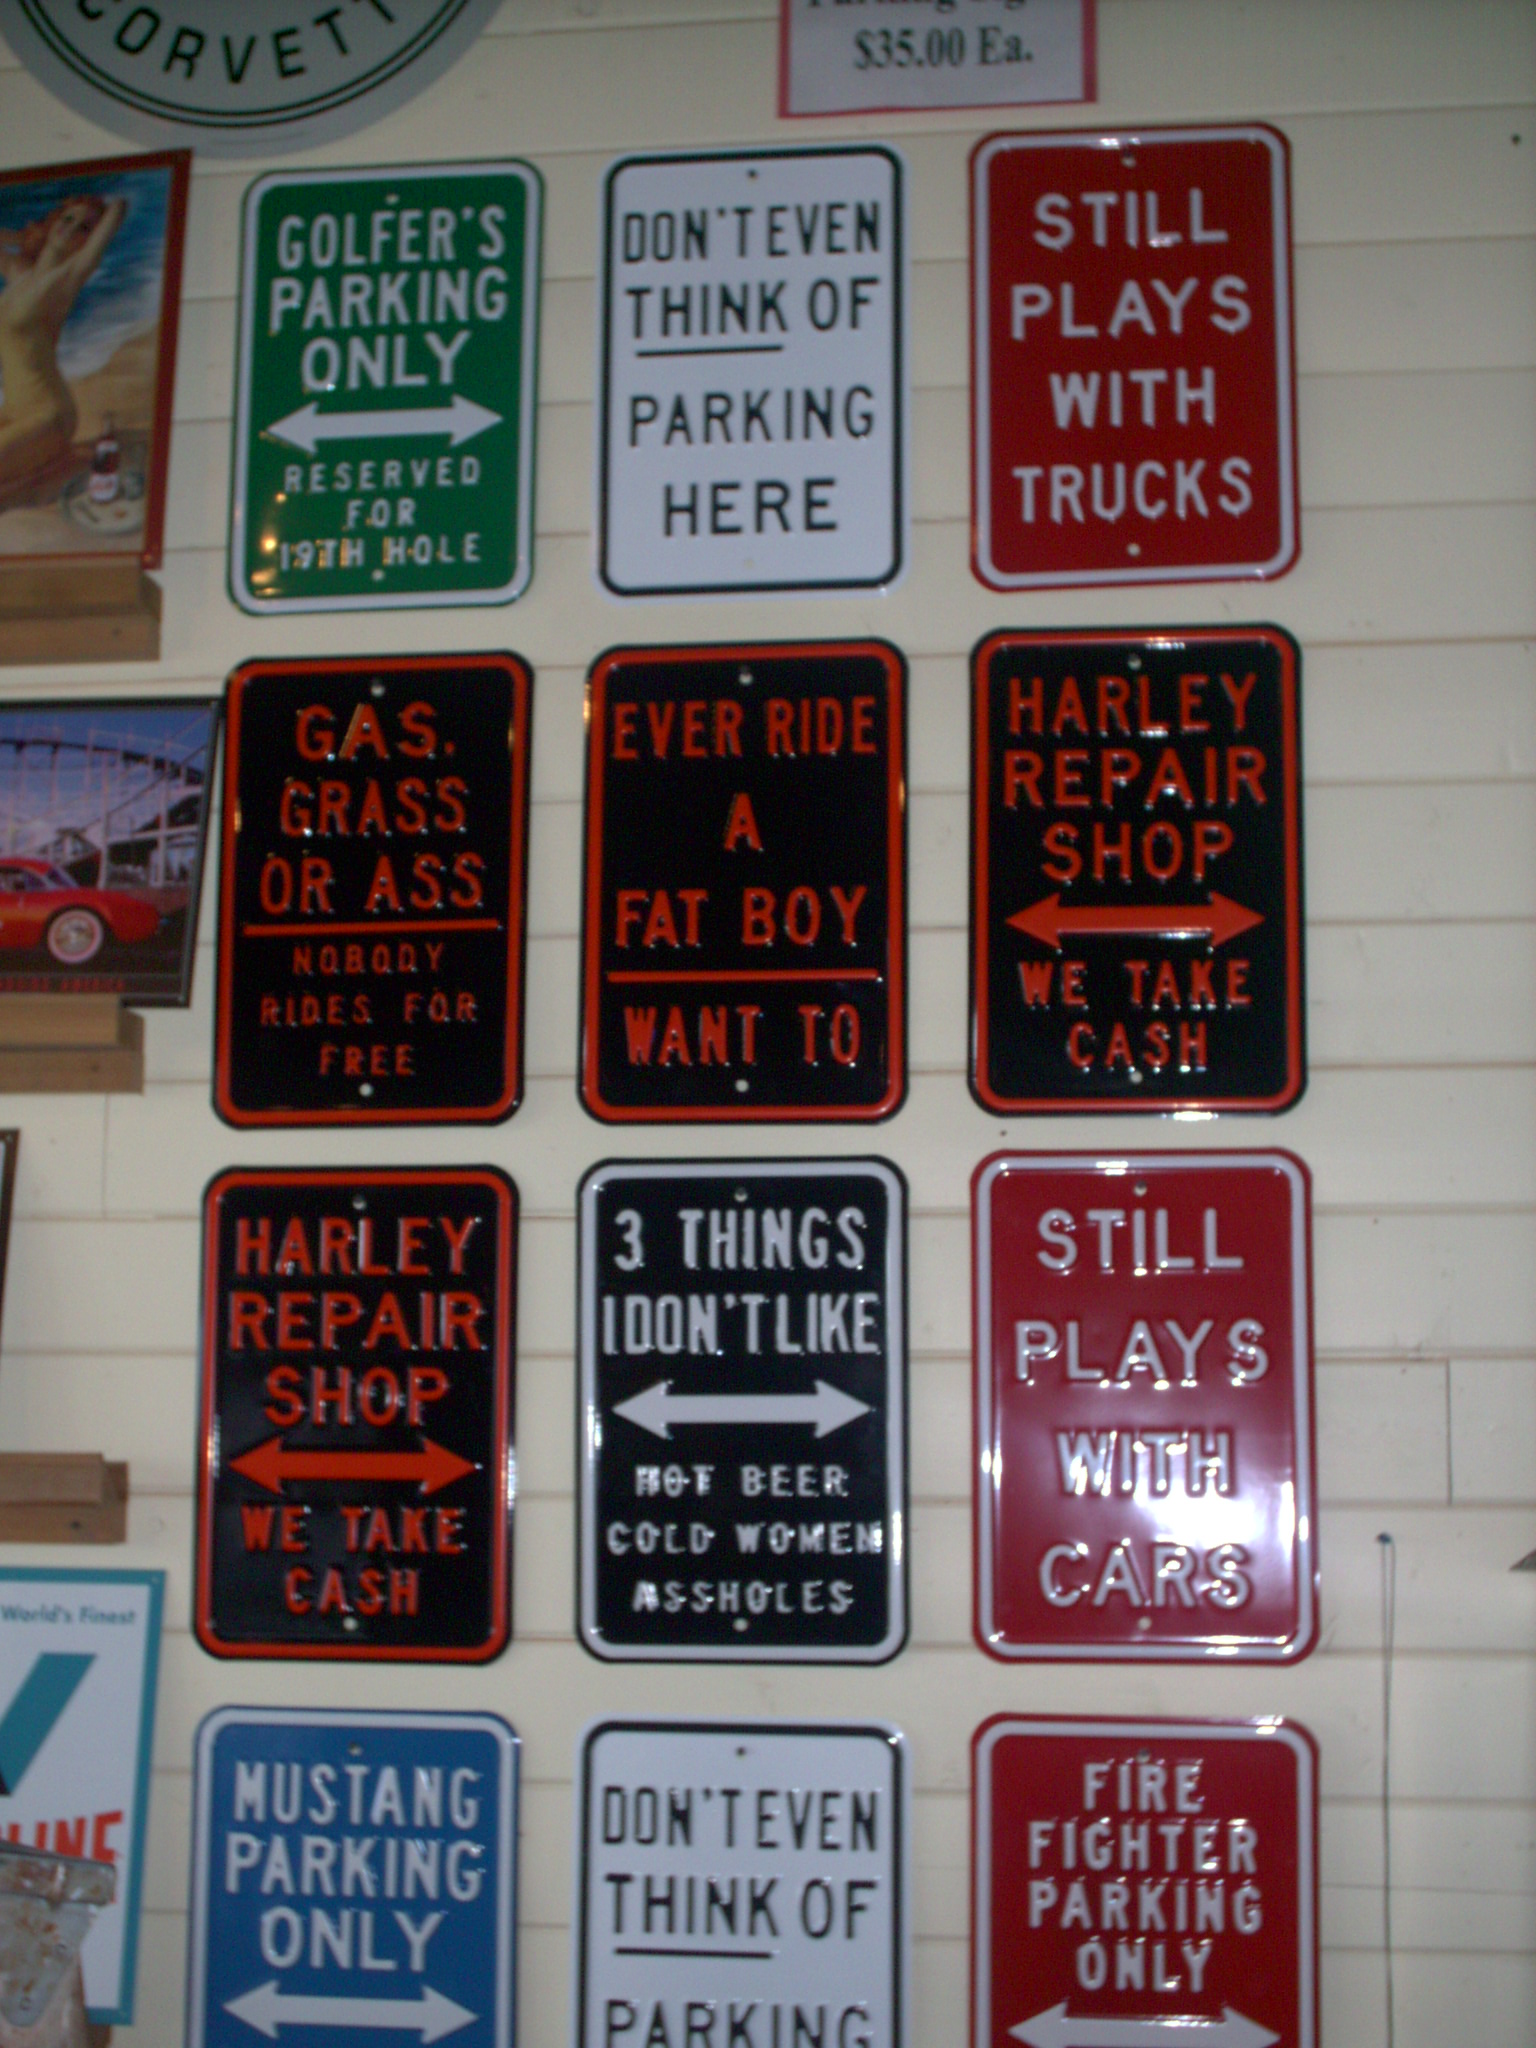 CORVETT
$35.00 Ea.
GOLFER'S
PARKING
ONLY
RESERVED
FOR
19TH HOLE
DON'T EVEN
THINK OF
PARKING
HERE
STILL
PLAYS
WITH
TRUCKS
GAS.
GRASS
OR ASS
NOBODY
RIDES FOR
FREE
EVER RIDE
A
FAT BOY
WANT TO
HARLEY
REPAIR
SHOP
WE TAKE
CASH
HARLEY
REPAIR
SHOP
WE TAKE
CASH
3 THINGS
I DON'T LIKE
HOT BEER
COLD WOMEN
ASSHOLES
STILL
PLAYS
WITH
CARS
World's Finest
LINE
MUSTANG
PARKING
ONLY
DON'T EVEN
THINK OF
PARKING
FIRE
FIGHTER
PARKING
ONLY